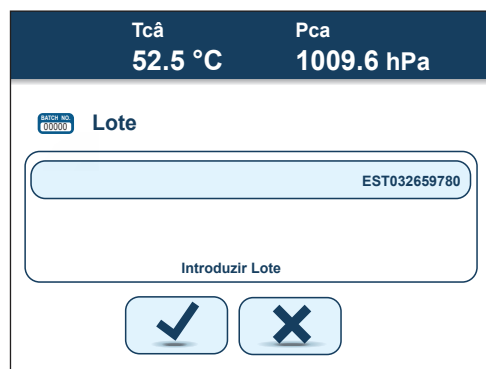 Tcâ Pca
52.5 °C 1009.6 hPa
BATCH NO.
00000 Lote
EST032659780
Introduzir Lote